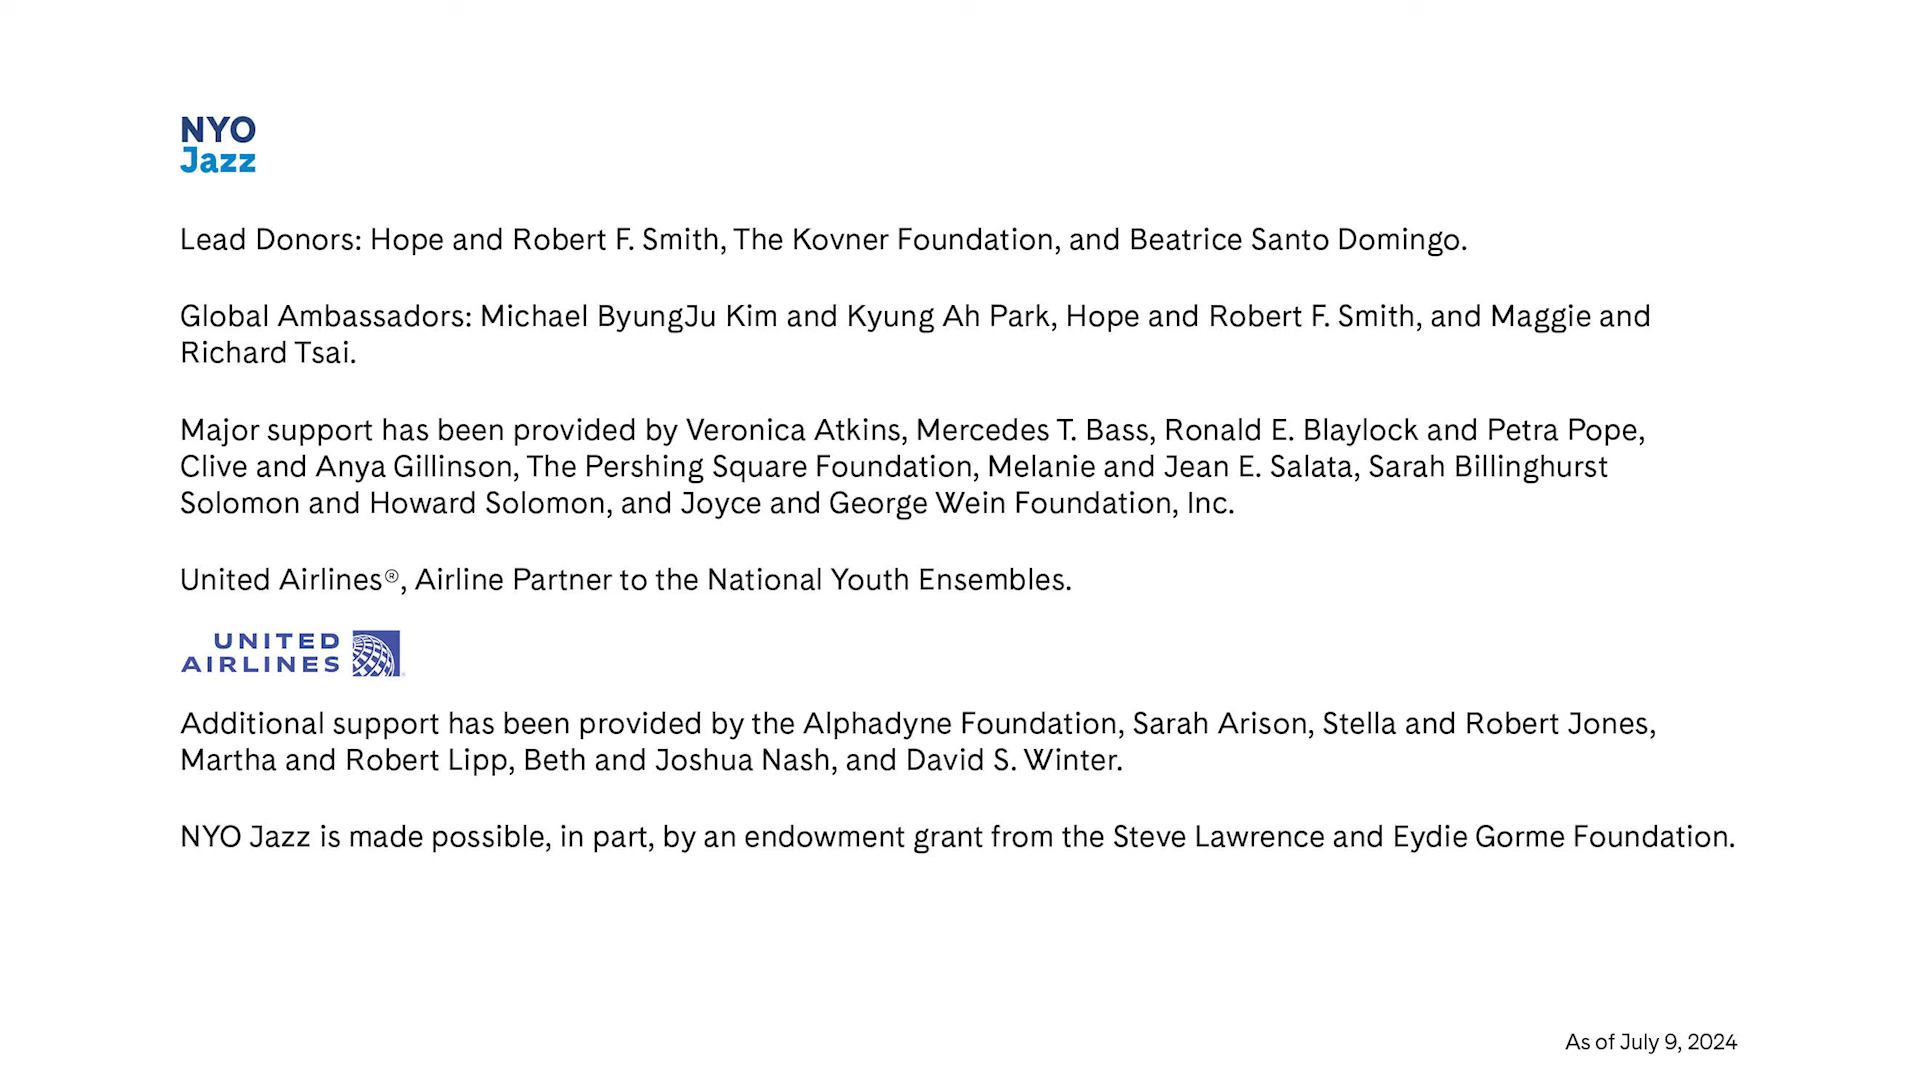 NYO
Jazz
Lead Donors: Hope and Robert F. Smith, The Kovner Foundation, and Beatrice Santo Domingo.
Global Ambassadors: Michael ByungJu Kim and Kyung Ah Park, Hope and Robert F. Smith, and Maggie and
Richard Tsai.
Major support has been provided by Veronica Atkins, Mercedes T. Bass, Ronald E. Blaylock and Petra Pope,
Clive and Anya Gillinson, The Pershing Square Foundation, Melanie and Jean E. Salata, Sarah Billinghurst
Solomon and Howard Solomon, and Joyce and George Wein Foundation, Inc.
United Airlines®, Airline Partner to the National Youth Ensembles.
UNITED
AIRLINES
Additional support has been provided by the Alphadyne Foundation, Sarah Arison, Stella and Robert Jones,
Martha and Robert Lipp, Beth and Joshua Nash, and David S. Winter.
NYO Jazz is made possible, in part, by an endowment grant from the Steve Lawrence and Eydie Gorme Foundation.
As of July 9, 2024